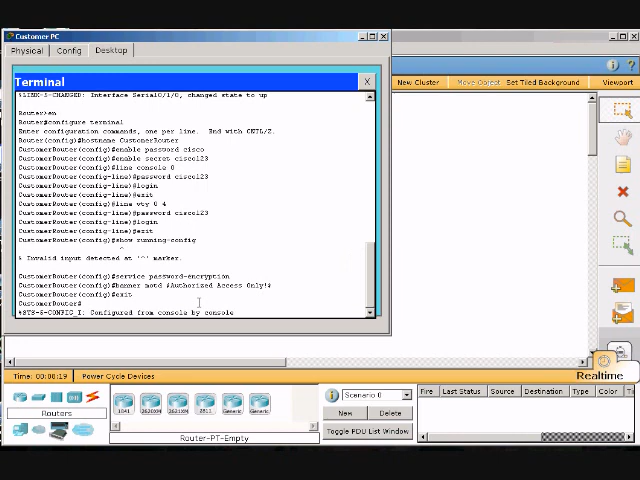 Customer PC
Physical
Config
Desktop
Terminal
X
%LINK-5-CHANGED: Interface Serial0/1/0, changed state to up
Router>en
Router#configure terminal
Enter configuration commands, one per line. End with CNTL/Z.
Router(config)#hostname CustomerRouter
CustomerRouter(config)#enable password cisco
CustomerRouter(config)#enable secret cisco123
CustomerRouter(config)#line console 0
CustomerRouter(config-line)#password cisco123
CustomerRouter(config-line)#login
CustomerRouter(config-line)#exit
CustomerRouter(config)#line vty 0 4
CustomerRouter(config-line)#password cisco123
CustomerRouter(config-line)#login
CustomerRouter(config-line)#exit
CustomerRouter(config)#show running-config
^
% Invalid input detected at '^' marker.
CustomerRouter(config)#service password-encryption
CustomerRouter(config)#banner motd #Authorized Access Only!#
CustomerRouter(config)#exit
CustomerRouter#
%SYS-5-CONFIG_I: Configured from console by console
New Cluster
Move Object
Set Tiled Background
Viewport
Realtime
Time: 00:08:19
Power Cycle Devices
Routers
1841
2620XM
2621XM
2811
Generic
Generic
Router-PT-Empty
Scenario 0
New
Delete
Toggle PDU List Window
Fire
Last Status
Source
Destination
Type
Color